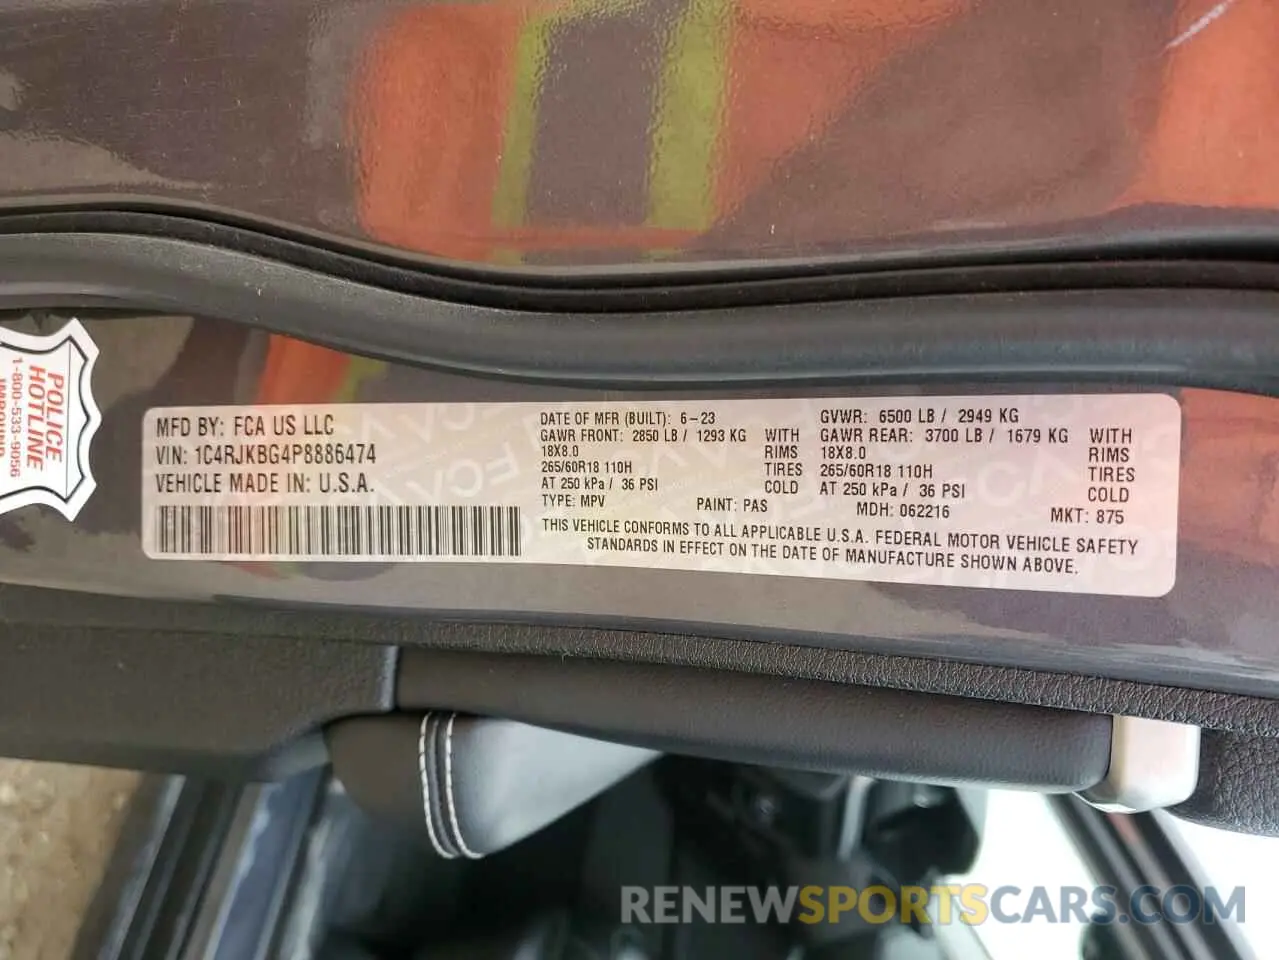 POLICE
HOTLINE
1-800-533-9056
IMPOUND
MFD BY: FCA US LLC
VIN: 1C4RJKBG4P8886474
VEHICLE MADE IN: U.S.A.
DATE OF MFR (BUILT): 6-23
GAWR FRONT: 2850 LB / 1293 KG WITH
18X8.0 RIMS
265/60R18 110H TIRES
AT 250 kPa / 36 PSI COLD
TYPE: MPV PAINT: PAS
GVWR: 6500 LB / 2949 KG
GAWR REAR: 3700 LB / 1679 KG WITH
18X8.0 RIMS
265/60R18 110H TIRES
AT 250 kPa / 36 PSI COLD
MDH: 062216 MKT: 875
THIS VEHICLE CONFORMS TO ALL APPLICABLE U.S.A. FEDERAL MOTOR VEHICLE SAFETY
STANDARDS IN EFFECT ON THE DATE OF MANUFACTURE SHOWN ABOVE.
RENEWSPORTSCARS.COM